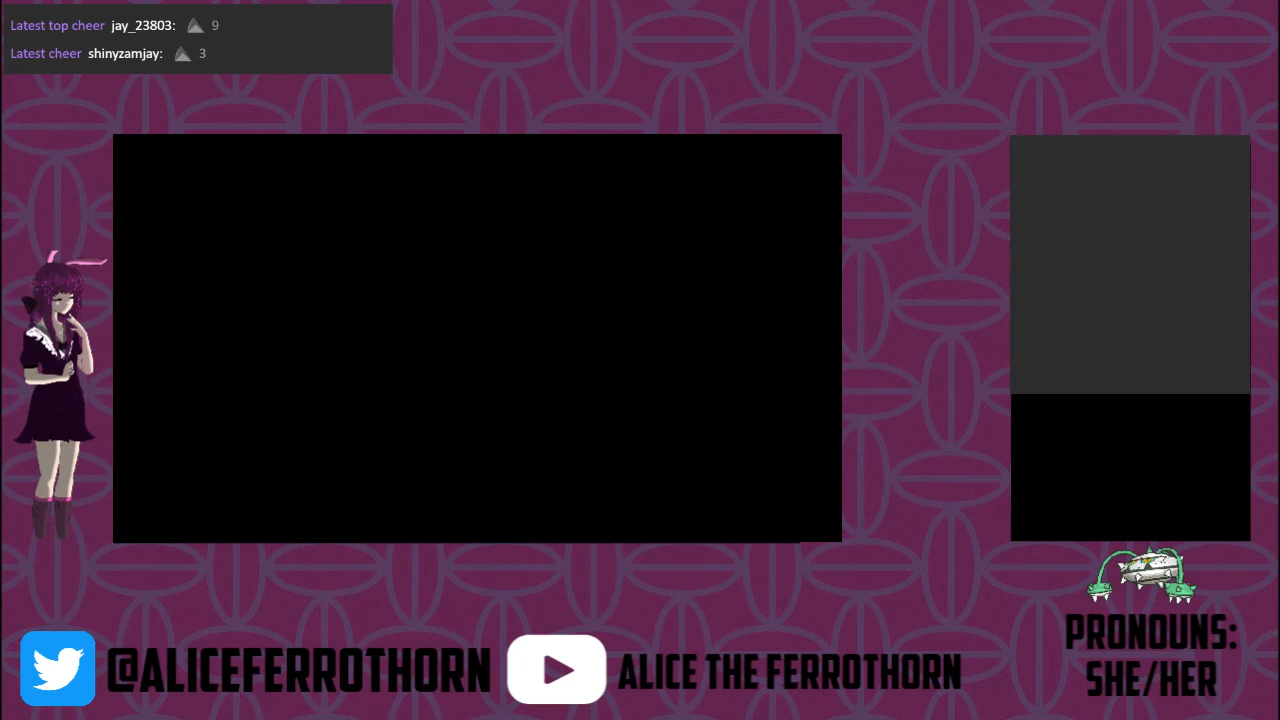 Latest top cheer jay_23803: 9
Latest cheer shinyzamjay: 3
@ALICEFERROTHORN
ALICE THE FERROTHORN
PRONOUNS:
SHE/HER